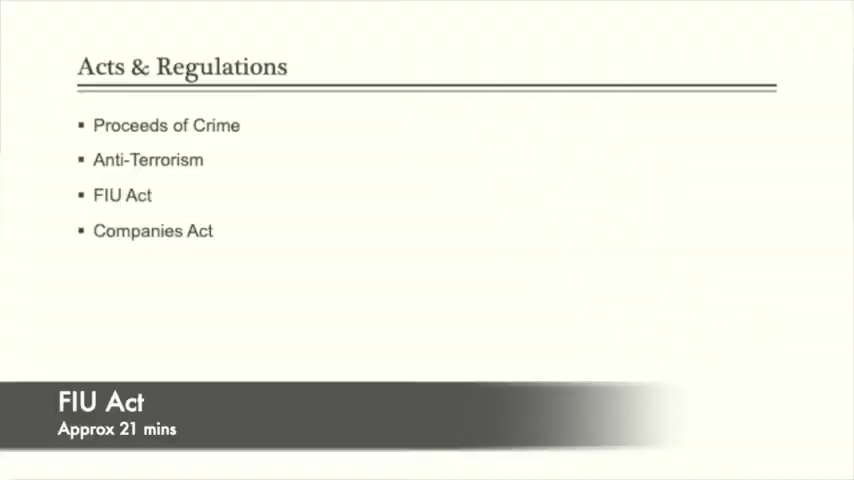 Acts & Regulations
▪ Proceeds of Crime
▪ Anti-Terrorism
▪ FIU Act
▪ Companies Act
FIU Act
Approx 21 mins